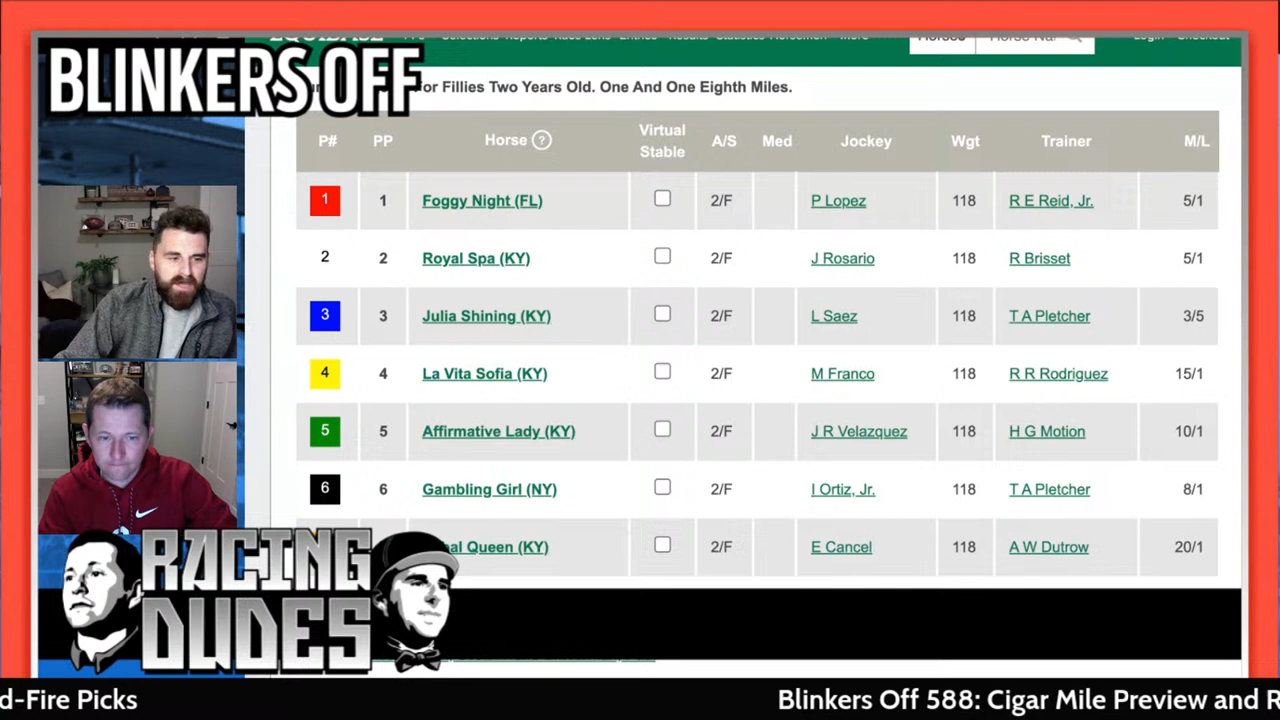 BLINKERS OFF
or Fillies Two Years Old. One And One Eighth Miles.
P# PP Horse ? Virtual Stable A/S Med Jockey Wgt Trainer M/L
1 1 Foggy Night (FL) 2/F P Lopez 118 R E Reid, Jr. 5/1
2 2 Royal Spa (KY) 2/F J Rosario 118 R Brisset 5/1
3 3 Julia Shining (KY) 2/F L Saez 118 T A Pletcher 3/5
4 4 La Vita Sofia (KY) 2/F M Franco 118 R R Rodriguez 15/1
5 5 Affirmative Lady (KY) 2/F J R Velazquez 118 H G Motion 10/1
6 6 Gambling Girl (NY) 2/F I Ortiz, Jr. 118 T A Pletcher 8/1
al Queen (KY) 2/F E Cancel 118 A W Dutrow 20/1
RACING
DUDES
d-Fire Picks Blinkers Off 588: Cigar Mile Preview and R